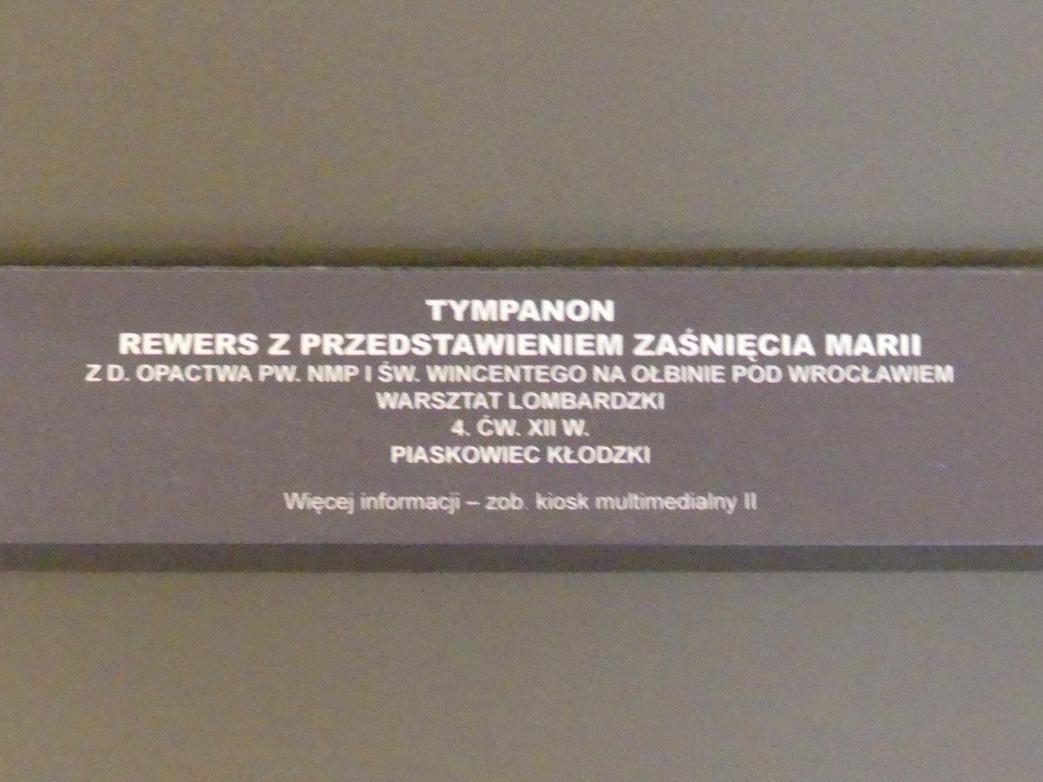 TYMPANON
REWERS Z PRZEDSTAWIENIEM ZAŚNIĘCIA MARII
Z D. OPACTWA PW. NMP I ŚW. WINCENTEGO NA OŁBINIE POD WROCŁAWIEM
WARSZTAT LOMBARDZKI
4. ĆW. XII W.
PIASKOWIEC KŁODZKI
Więcej informacji – zob. kiosk multimedialny II